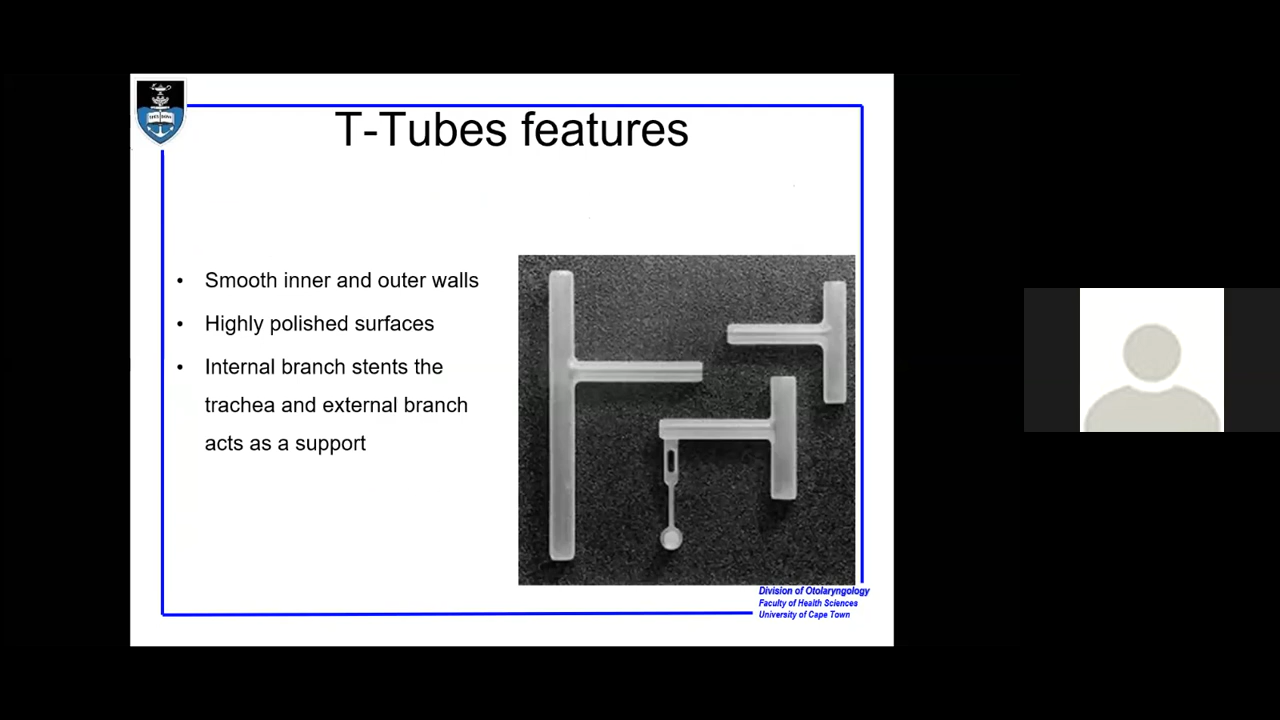 T-Tubes features
• Smooth inner and outer walls
• Highly polished surfaces
• Internal branch stents the
trachea and external branch
acts as a support
Division of Otolaryngology
Faculty of Health Sciences
University of Cape Town